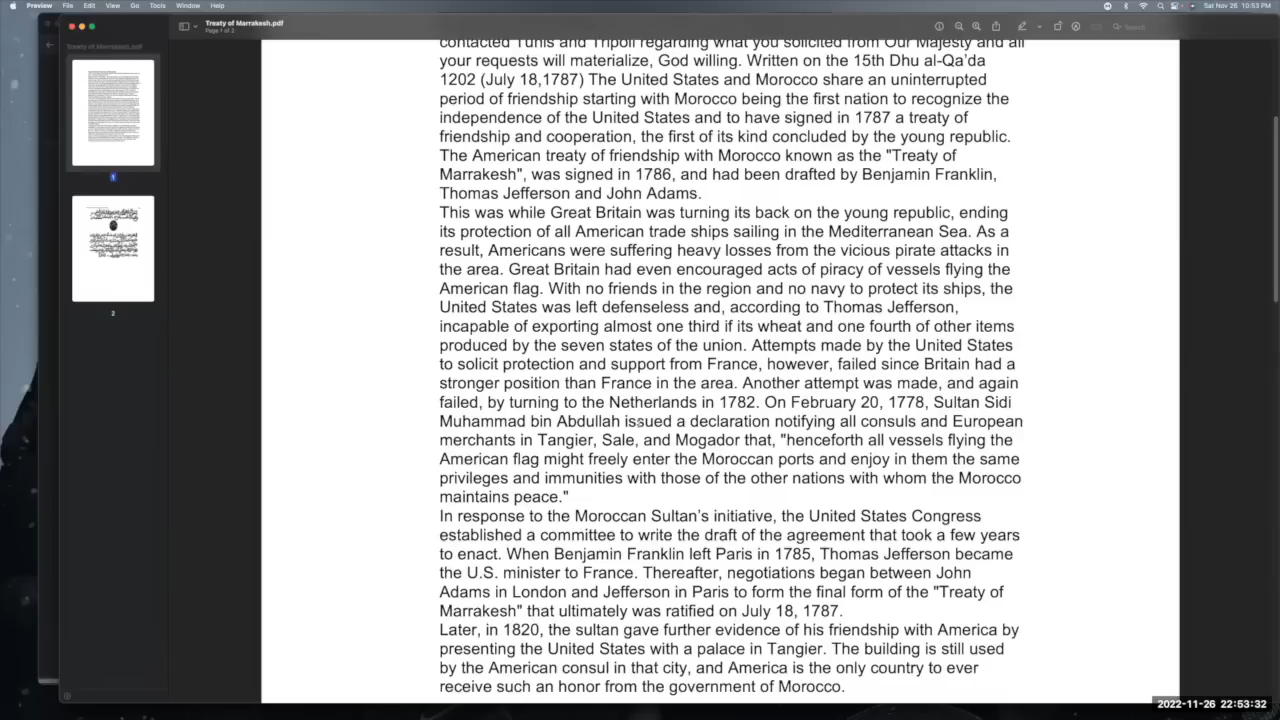 Preview File Edit View Go Tools Window Help
Sat Nov 26 10:53 PM
Treaty of Marrakesh.pdf
Page 1 of 2
Search
Treaty of Marrakesh.pdf
1
2
contacted Tunis and Tripoli regarding what you solicited from Our Majesty and all
your requests will materialize, God willing. Written on the 15th Dhu al-Qa'da
1202 (July 18,1787) The United States and Morocco share an uninterrupted
period of friendship starting with Morocco being the first nation to recognize the
independence of the United States and to have signed in 1787 a treaty of
friendship and cooperation, the first of its kind concluded by the young republic.
The American treaty of friendship with Morocco known as the "Treaty of
Marrakesh", was signed in 1786, and had been drafted by Benjamin Franklin,
Thomas Jefferson and John Adams.
This was while Great Britain was turning its back on the young republic, ending
its protection of all American trade ships sailing in the Mediterranean Sea. As a
result, Americans were suffering heavy losses from the vicious pirate attacks in
the area. Great Britain had even encouraged acts of piracy of vessels flying the
American flag. With no friends in the region and no navy to protect its ships, the
United States was left defenseless and, according to Thomas Jefferson,
incapable of exporting almost one third if its wheat and one fourth of other items
produced by the seven states of the union. Attempts made by the United States
to solicit protection and support from France, however, failed since Britain had a
stronger position than France in the area. Another attempt was made, and again
failed, by turning to the Netherlands in 1782. On February 20, 1778, Sultan Sidi
Muhammad bin Abdullah issued a declaration notifying all consuls and European
merchants in Tangier, Sale, and Mogador that, "henceforth all vessels flying the
American flag might freely enter the Moroccan ports and enjoy in them the same
privileges and immunities with those of the other nations with whom the Morocco
maintains peace."
In response to the Moroccan Sultan's initiative, the United States Congress
established a committee to write the draft of the agreement that took a few years
to enact. When Benjamin Franklin left Paris in 1785, Thomas Jefferson became
the U.S. minister to France. Thereafter, negotiations began between John
Adams in London and Jefferson in Paris to form the final form of the "Treaty of
Marrakesh" that ultimately was ratified on July 18, 1787.
Later, in 1820, the sultan gave further evidence of his friendship with America by
presenting the United States with a palace in Tangier. The building is still used
by the American consul in that city, and America is the only country to ever
receive such an honor from the government of Morocco.
2022-11-26 22:53:32